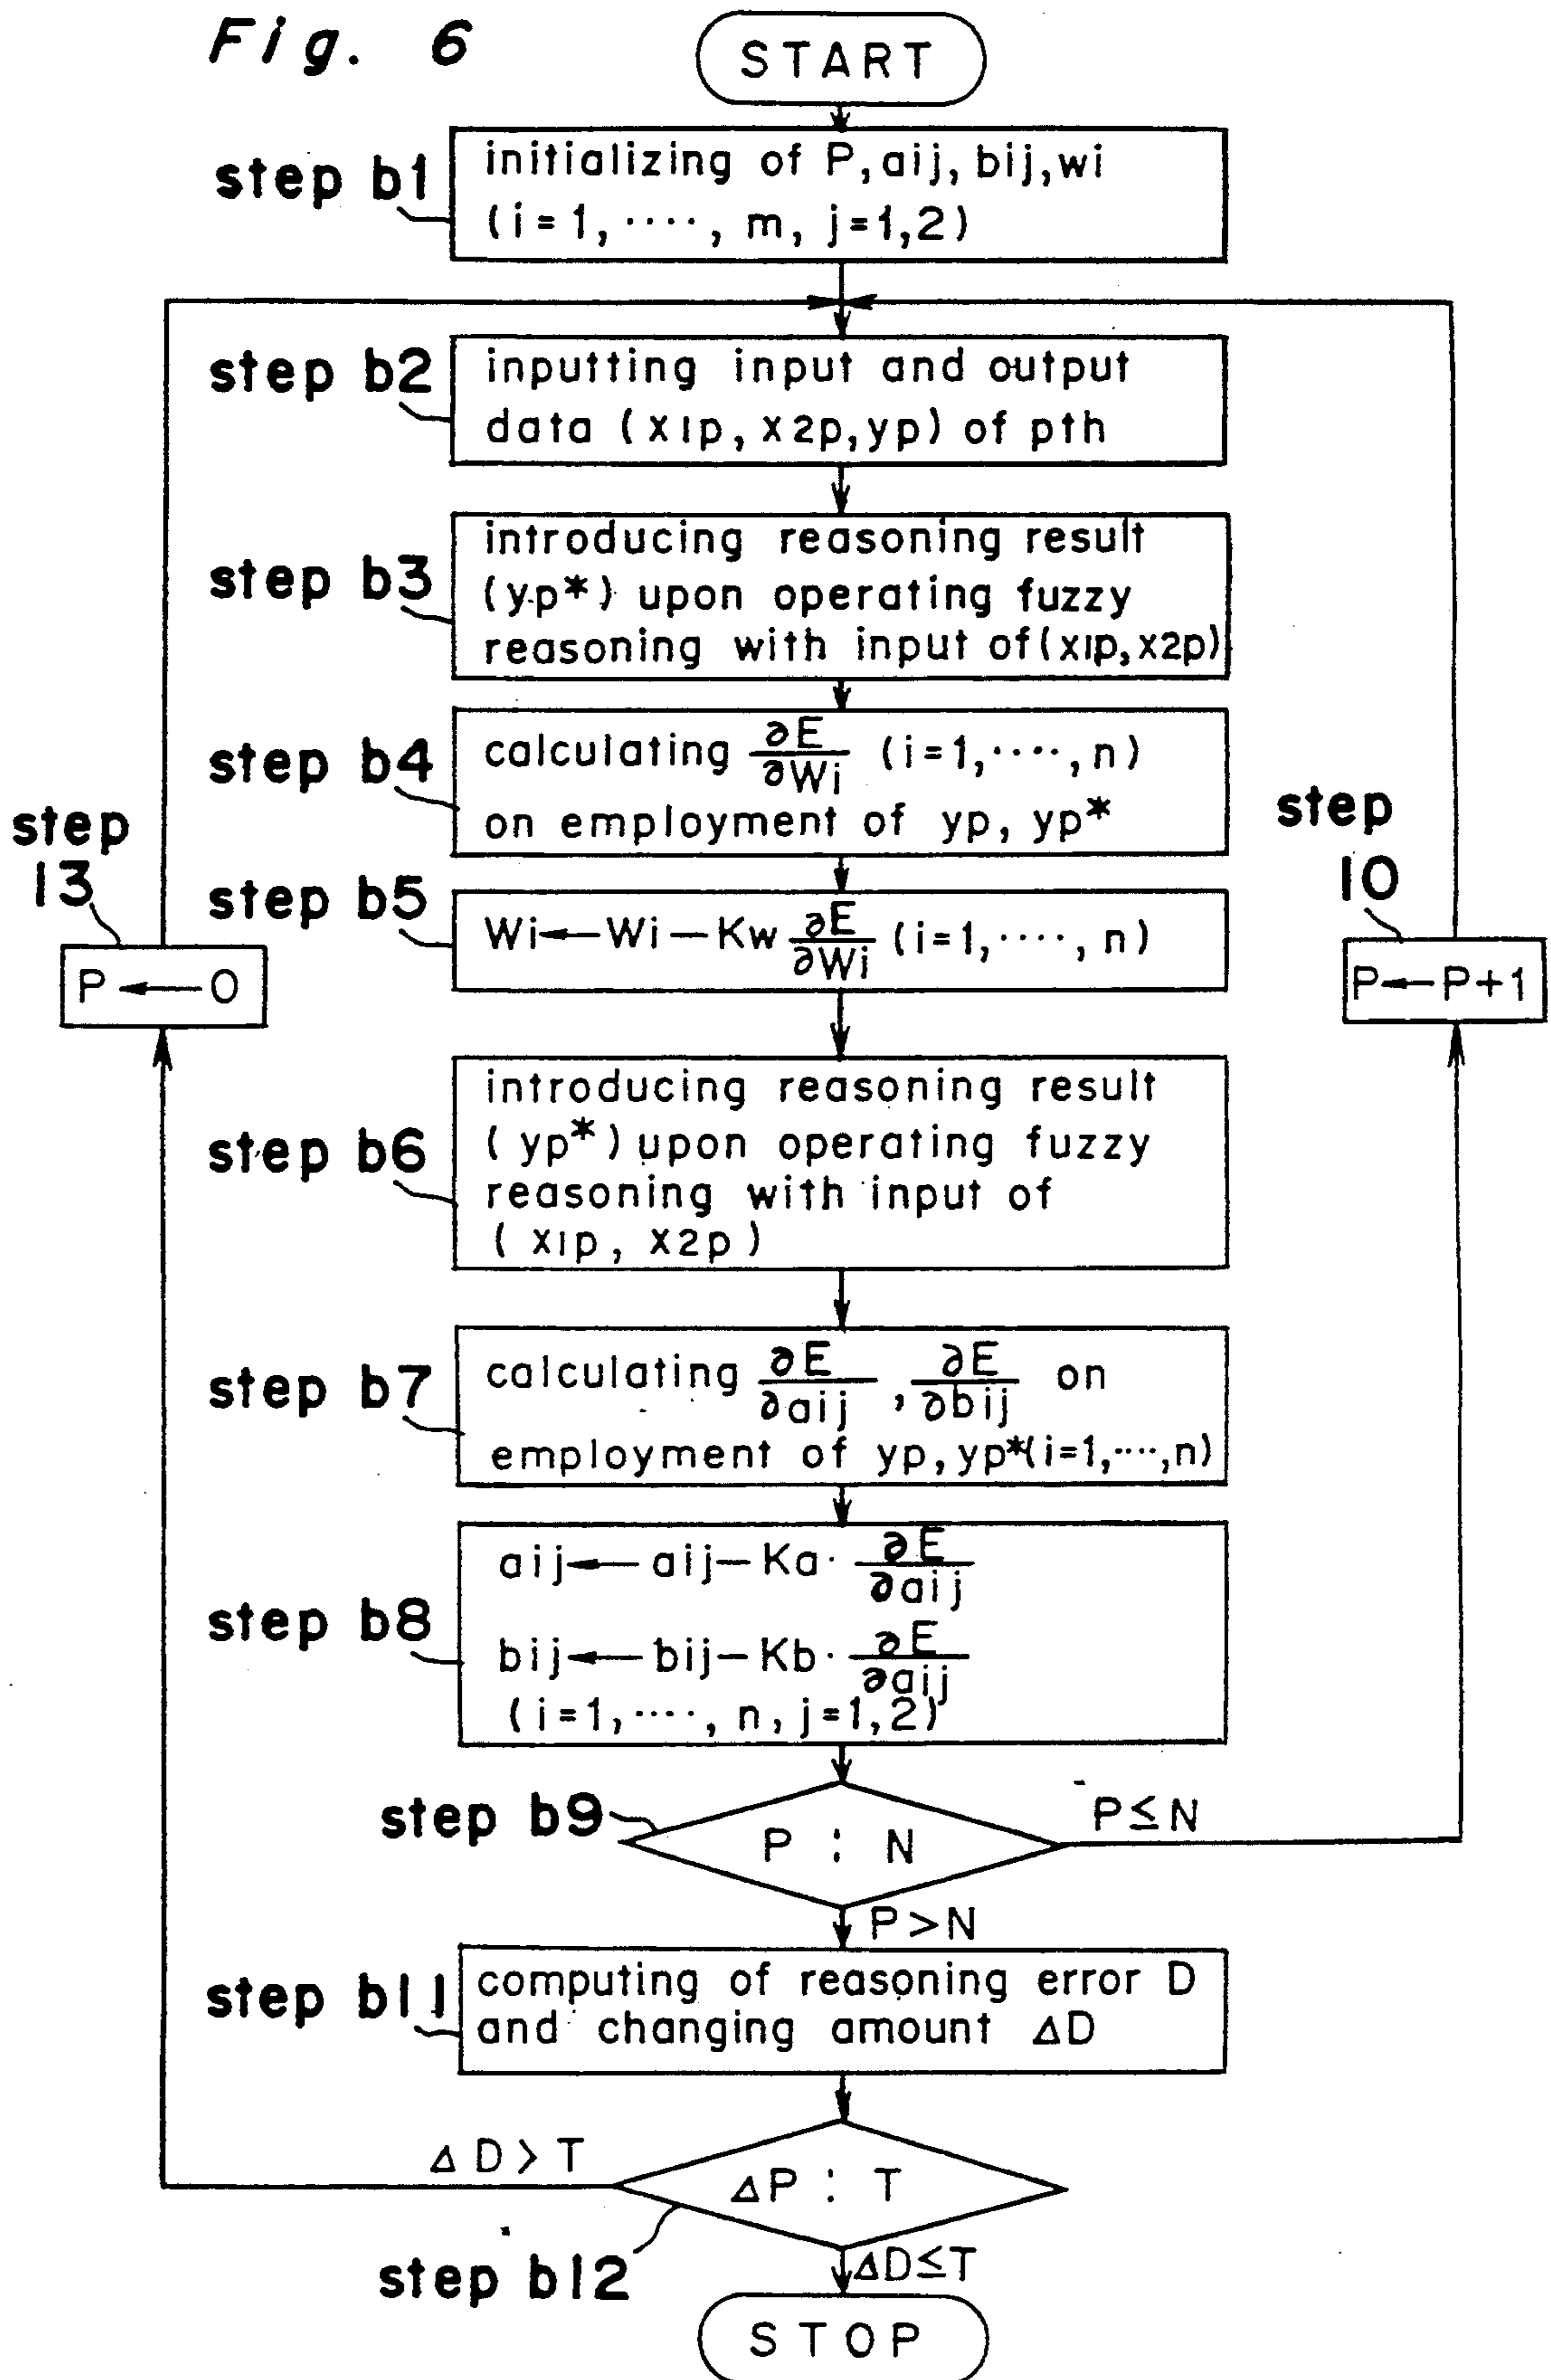 Fig. 6
START
step b1
initializing of P, aij, bij, wi
(i=1, ····, m, j=1,2)
step b2
inputting input and output
data (x1p, x2p, yp) of pth
step b3
introducing reasoning result
(yp*) upon operating fuzzy
reasoning with input of (x1p, x2p)
step b4
calculating ∂E/∂Wi (i=1, ····, n)
on employment of yp, yp*
step 13
P ← 0
step 10
P ← P+1
step b5
Wi ← Wi − Kw ∂E/∂Wi (i=1, ····, n)
step b6
introducing reasoning result
(yp*) upon operating fuzzy
reasoning with input of
(x1p, x2p)
step b7
calculating ∂E/∂aij, ∂E/∂bij on
employment of yp, yp* (i=1, ····, n)
step b8
aij ← aij − Ka · ∂E/∂aij
bij ← bij − Kb · ∂E/∂aij
(i=1, ····, n, j=1,2)
step b9
P : N
P≤N
P>N
step b11
computing of reasoning error D
and changing amount ΔD
ΔD>T
ΔP : T
step b12
ΔD≤T
STOP